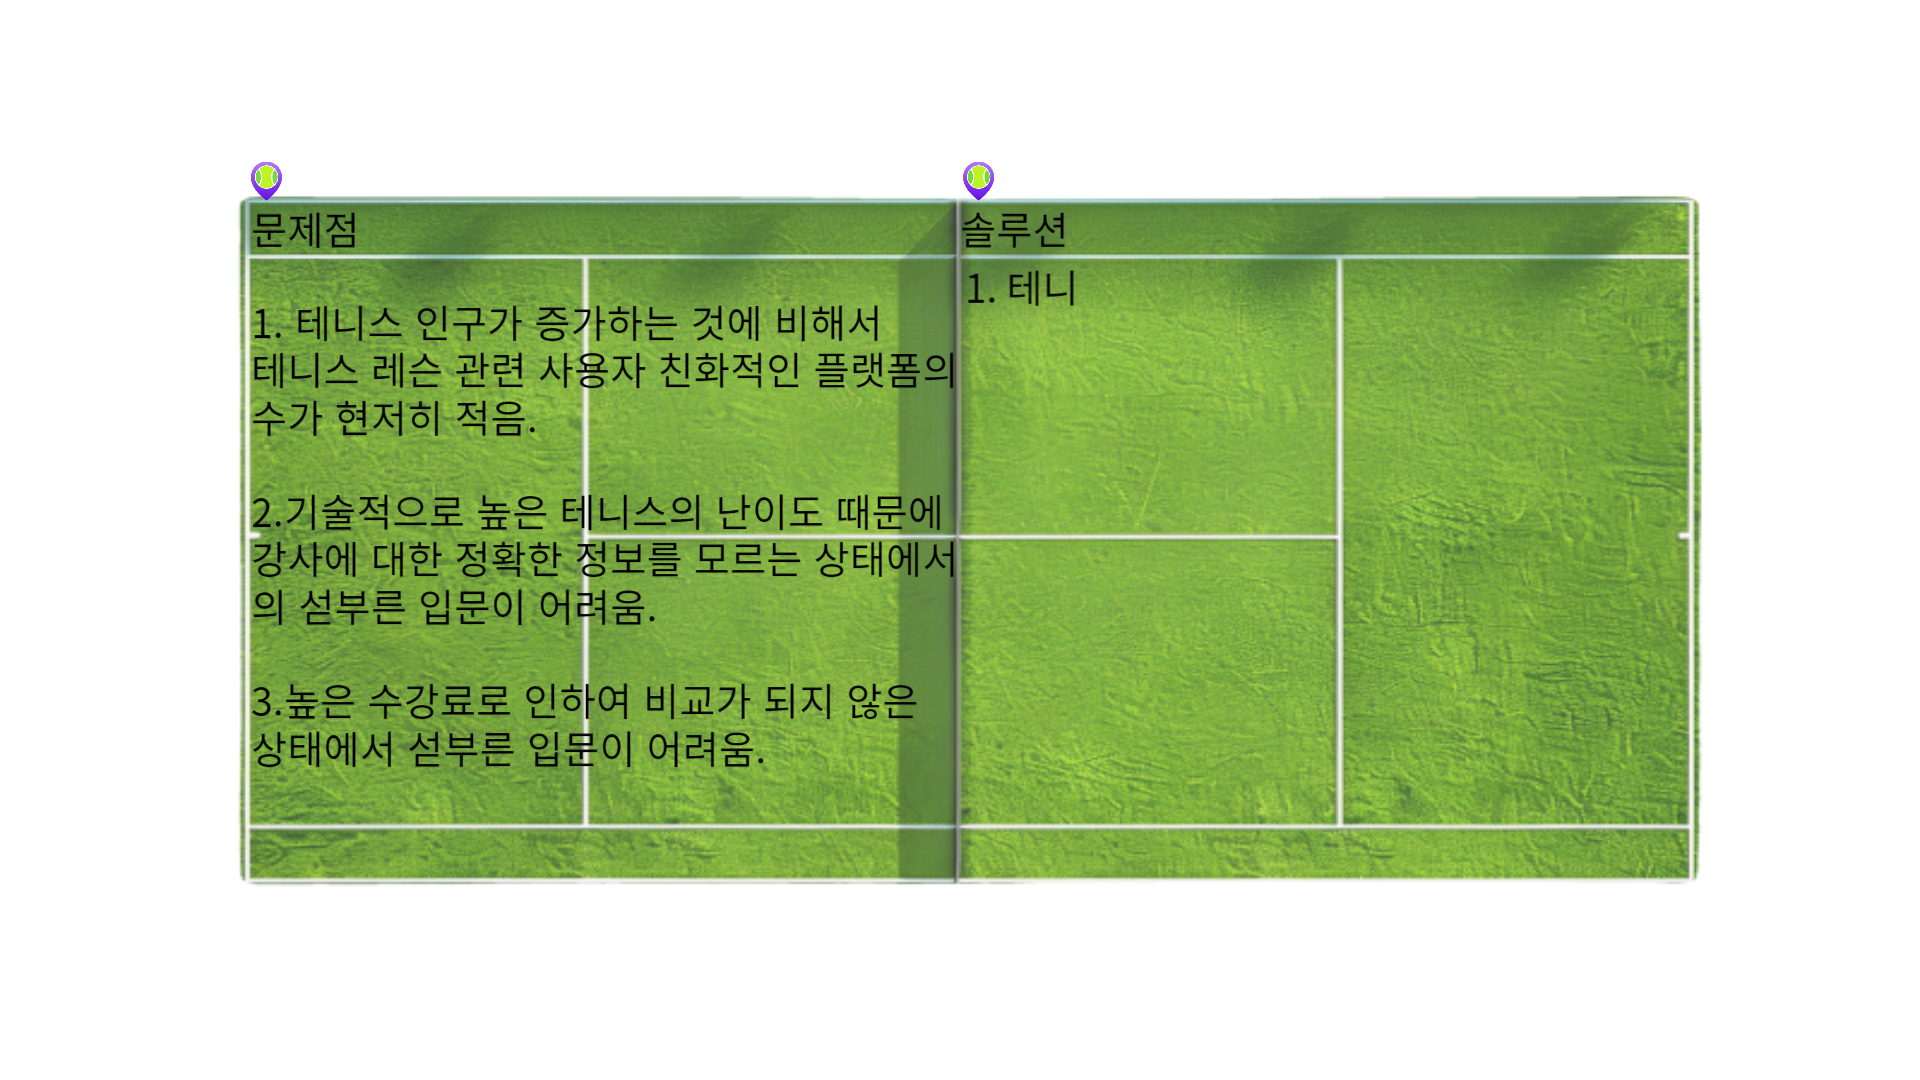 문제점
1. 테니스 인구가 증가하는 것에 비해서
테니스 레슨 관련 사용자 친화적인 플랫폼의
수가 현저히 적음.
2.기술적으로 높은 테니스의 난이도 때문에
강사에 대한 정확한 정보를 모르는 상태에서
의 섣부른 입문이 어려움.
3.높은 수강료로 인하여 비교가 되지 않은
상태에서 섣부른 입문이 어려움.
솔루션
1. 테니